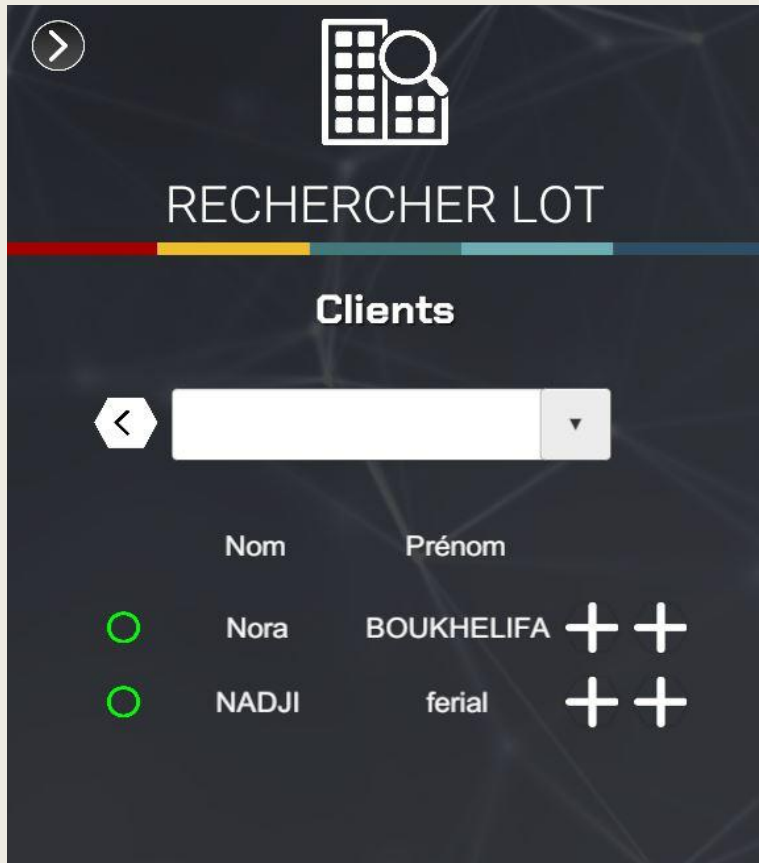 RECHERCHER LOT
Clients
Nom Prénom
Nora BOUKHELIFA
NADJI ferial